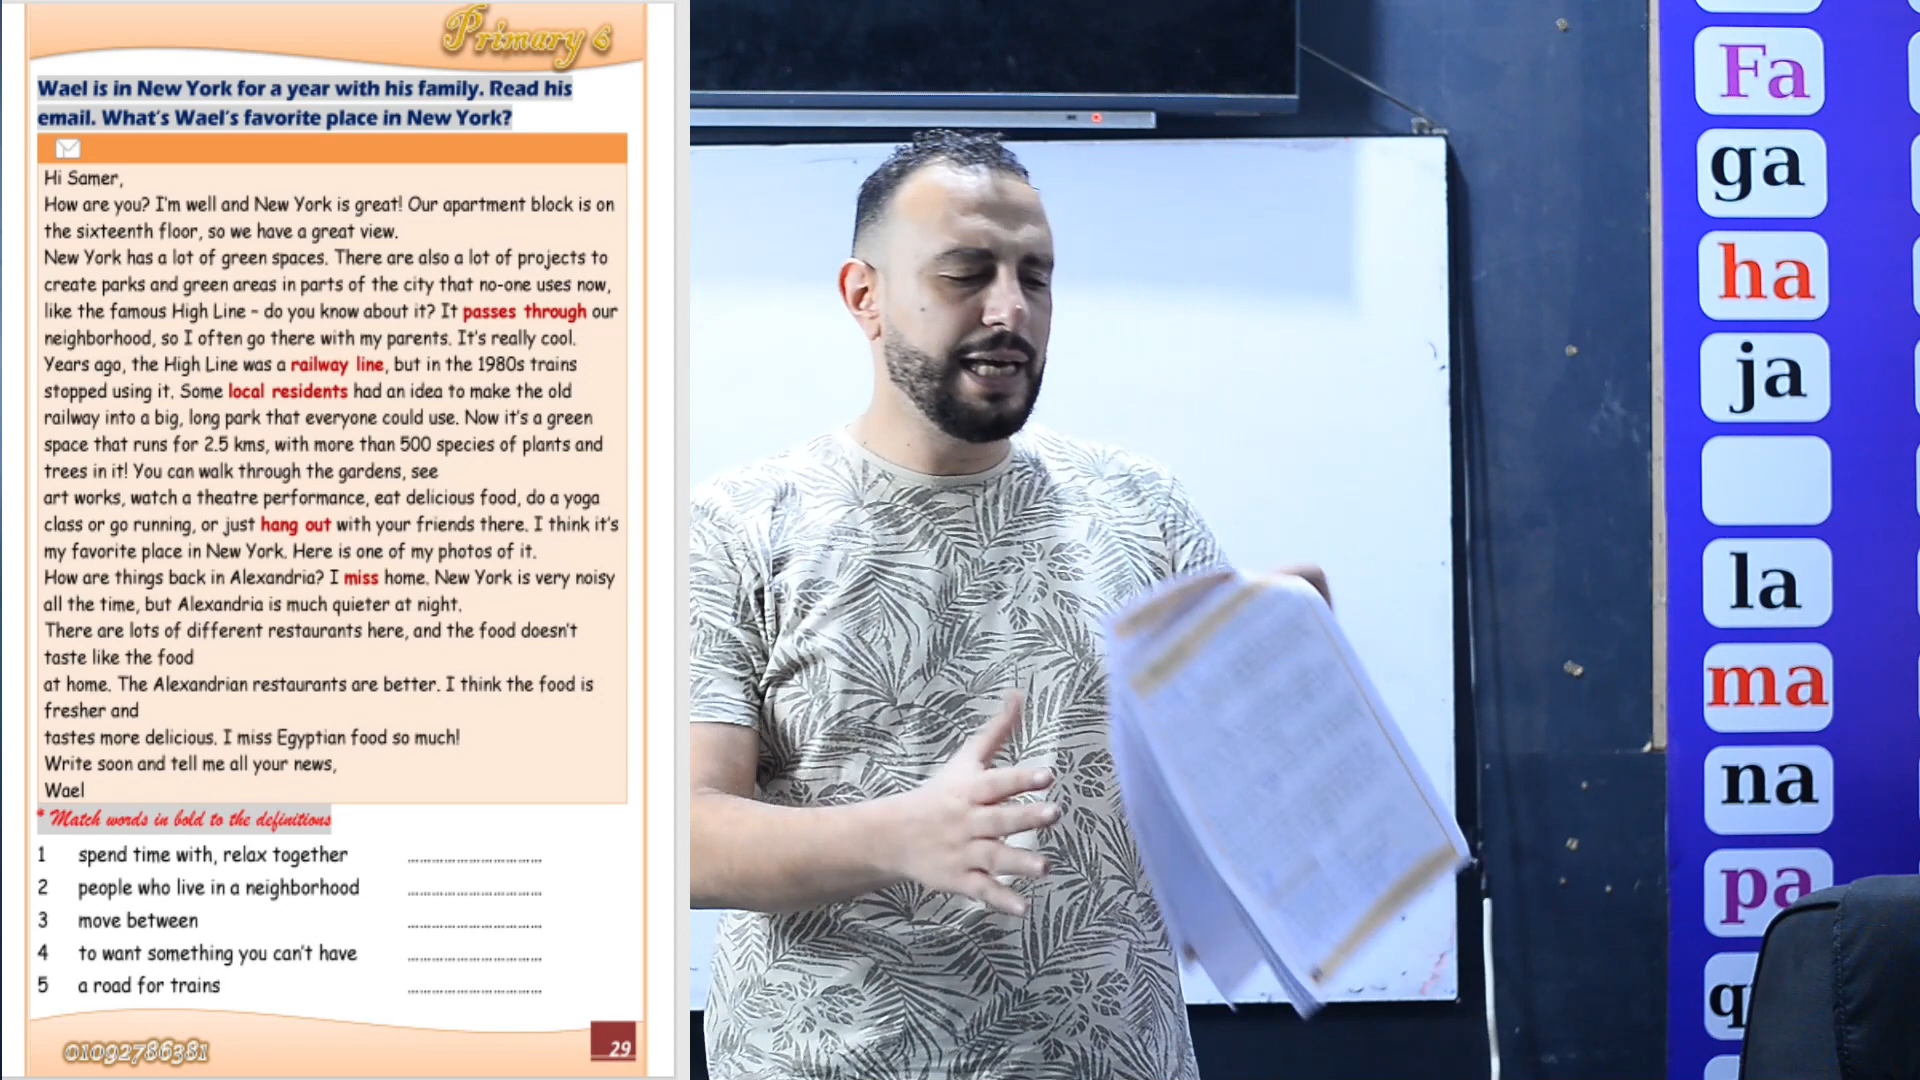 Primary 6
Wael is in New York for a year with his family. Read his
email. What's Wael's favorite place in New York?
Hi Samer,
How are you? I'm well and New York is great! Our apartment block is on
the sixteenth floor, so we have a great view.
New York has a lot of green spaces. There are also a lot of projects to
create parks and green areas in parts of the city that no-one uses now,
like the famous High Line – do you know about it? It passes through our
neighborhood, so I often go there with my parents. It's really cool.
Years ago, the High Line was a railway line, but in the 1980s trains
stopped using it. Some local residents had an idea to make the old
railway into a big, long park that everyone could use. Now it's a green
space that runs for 2.5 kms, with more than 500 species of plants and
trees in it! You can walk through the gardens, see
art works, watch a theatre performance, eat delicious food, do a yoga
class or go running, or just hang out with your friends there. I think it's
my favorite place in New York. Here is one of my photos of it.
How are things back in Alexandria? I miss home. New York is very noisy
all the time, but Alexandria is much quieter at night.
There are lots of different restaurants here, and the food doesn't
taste like the food
at home. The Alexandrian restaurants are better. I think the food is
fresher and
tastes more delicious. I miss Egyptian food so much!
Write soon and tell me all your news,
Wael
* Match words in bold to the definitions
1 spend time with, relax together ................................
2 people who live in a neighborhood ................................
3 move between ................................
4 to want something you can't have ................................
5 a road for trains ................................
01092786381
29
Fa
ga
ha
ja
la
ma
na
pa